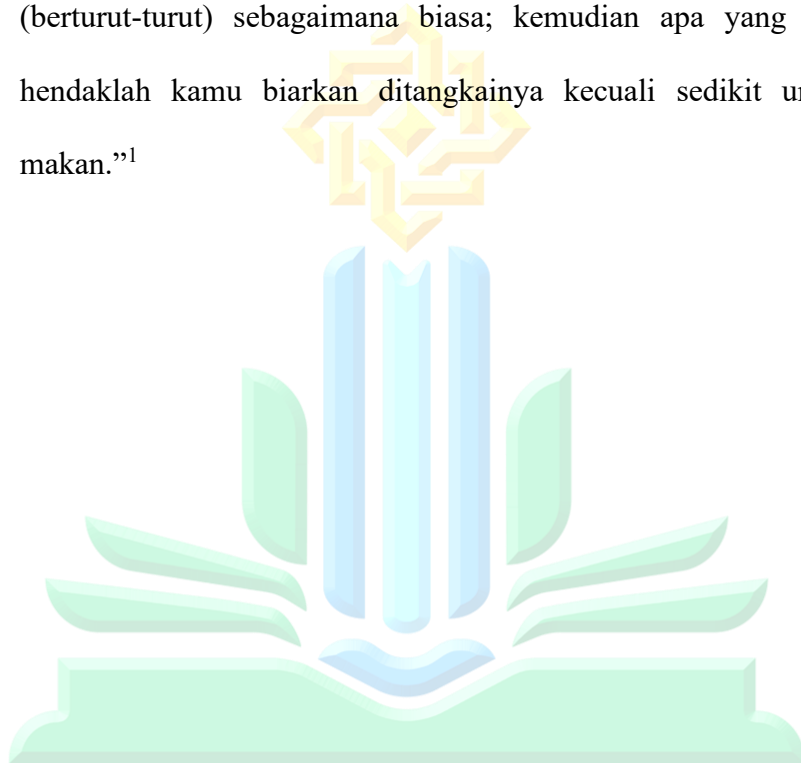 (berturut-turut) sebagaimana biasa; kemudian apa yang
hendaklah kamu biarkan ditangkainya kecuali sedikit
makan.”1